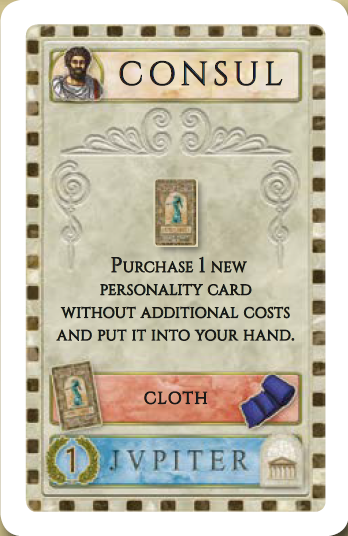 CONSUL
PURCHASE 1 NEW
PERSONALITY CARD
WITHOUT ADDITIONAL COSTS
AND PUT IT INTO YOUR HAND.
CLOTH
1 JVPITER